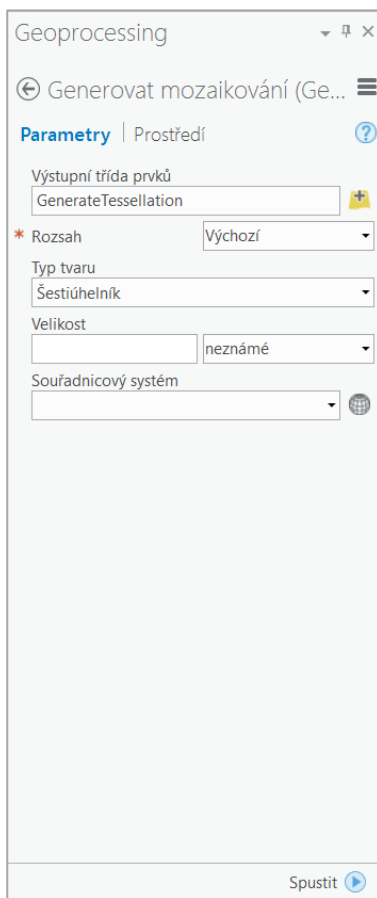 Geoprocessing
Generovat mozaikování (Ge...
Parametry | Prostředí
Výstupní třída prvků
GenerateTessellation
* Rozsah Výchozí
Typ tvaru
Šestiúhelník
Velikost
neznámé
Souřadnicový systém
Spustit